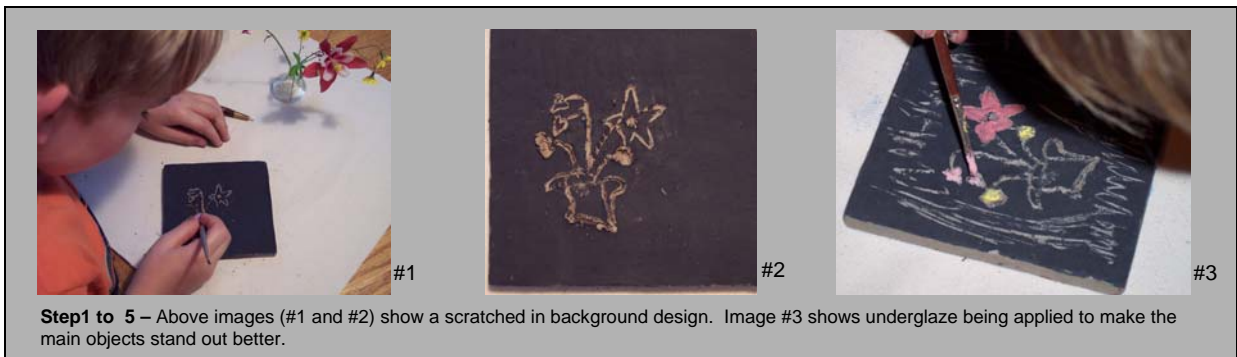 #1
#2
#3
Step1 to  5 – Above images (#1 and #2) show a scratched in background design.  Image #3 shows underglaze being applied to make the
main objects stand out better.